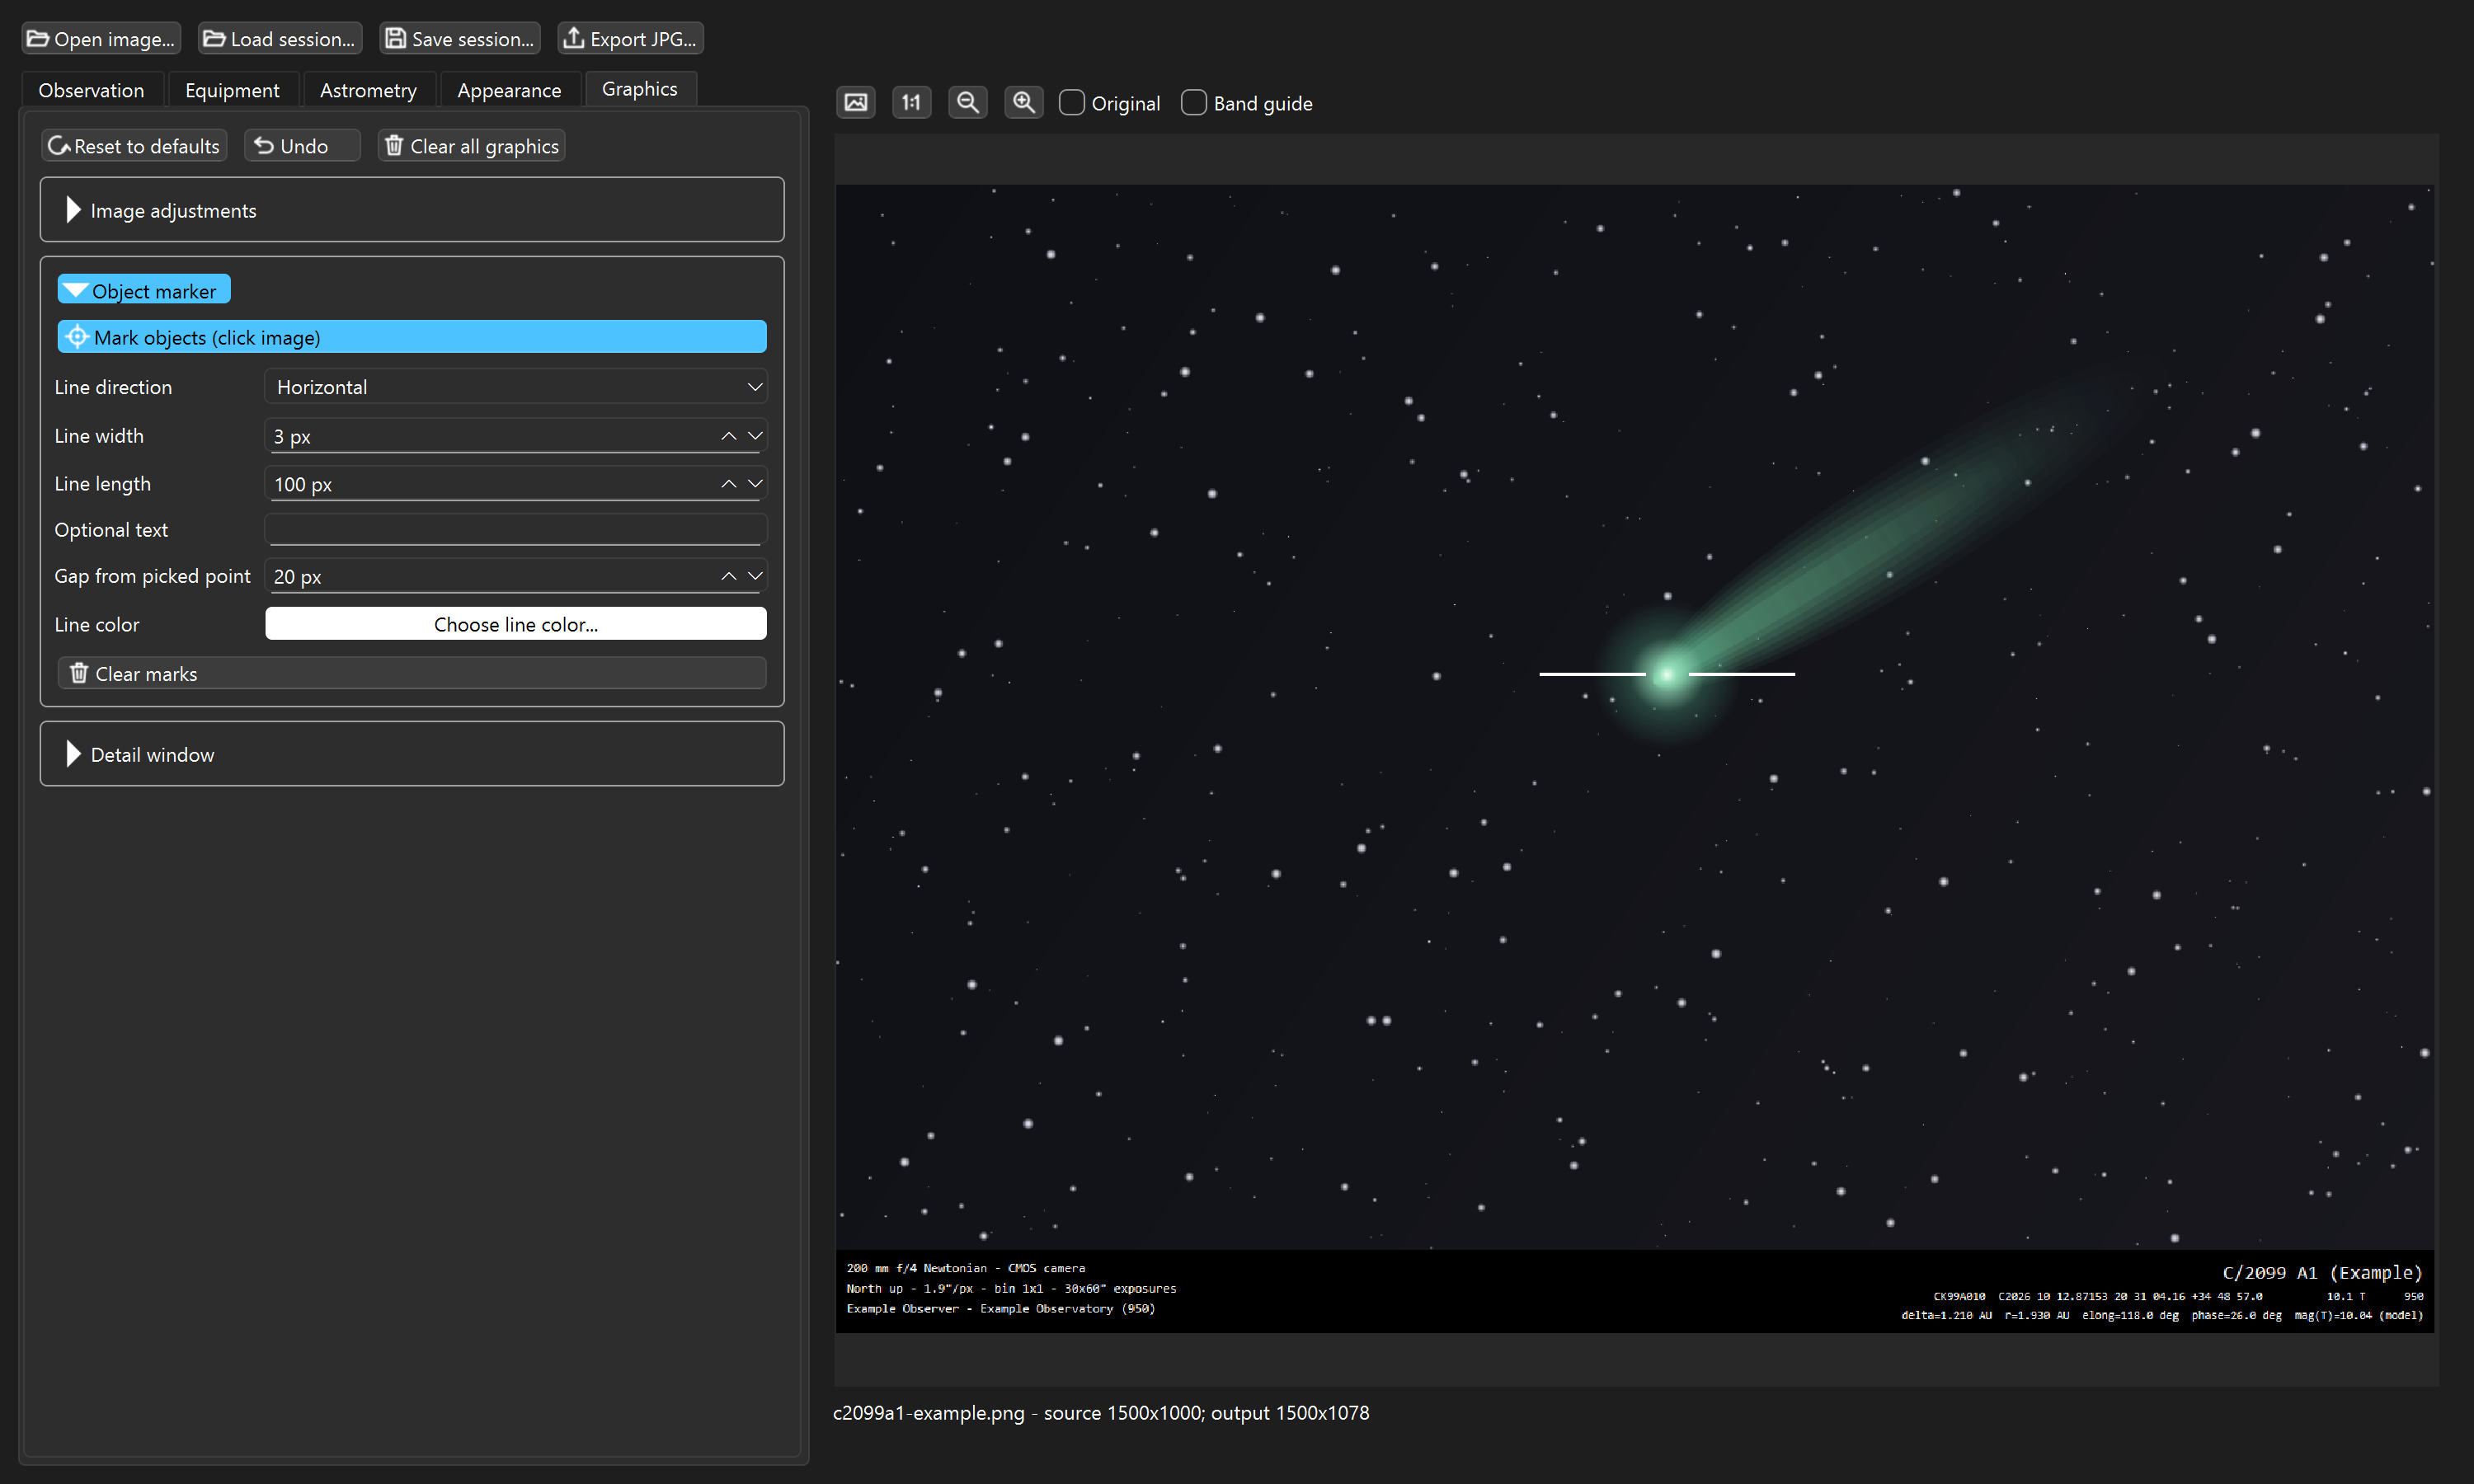 Open image...
Load session...
Save session...
Export JPG...
Observation
Equipment
Astrometry
Appearance
Graphics
Reset to defaults
Undo
Clear all graphics
Image adjustments
Object marker
Mark objects (click image)
Line direction
Horizontal
Line width
3 px
Line length
100 px
Optional text
Gap from picked point
20 px
Line color
Choose line color...
Clear marks
Detail window
1:1
Original
Band guide
200 mm f/4 Newtonian - CMOS camera
North up - 1.9"/px - bin 1x1 - 30x60" exposures
Example Observer - Example Observatory (950)
C/2099 A1 (Example)
CK99A010 C2026 10 12.87153 20 31 04.16 +34 48 57.0 10.1 T 950
delta=1.210 AU r=1.930 AU elong=118.0 deg phase=26.0 deg mag(T)=10.04 (model)
c2099a1-example.png - source 1500x1000; output 1500x1078